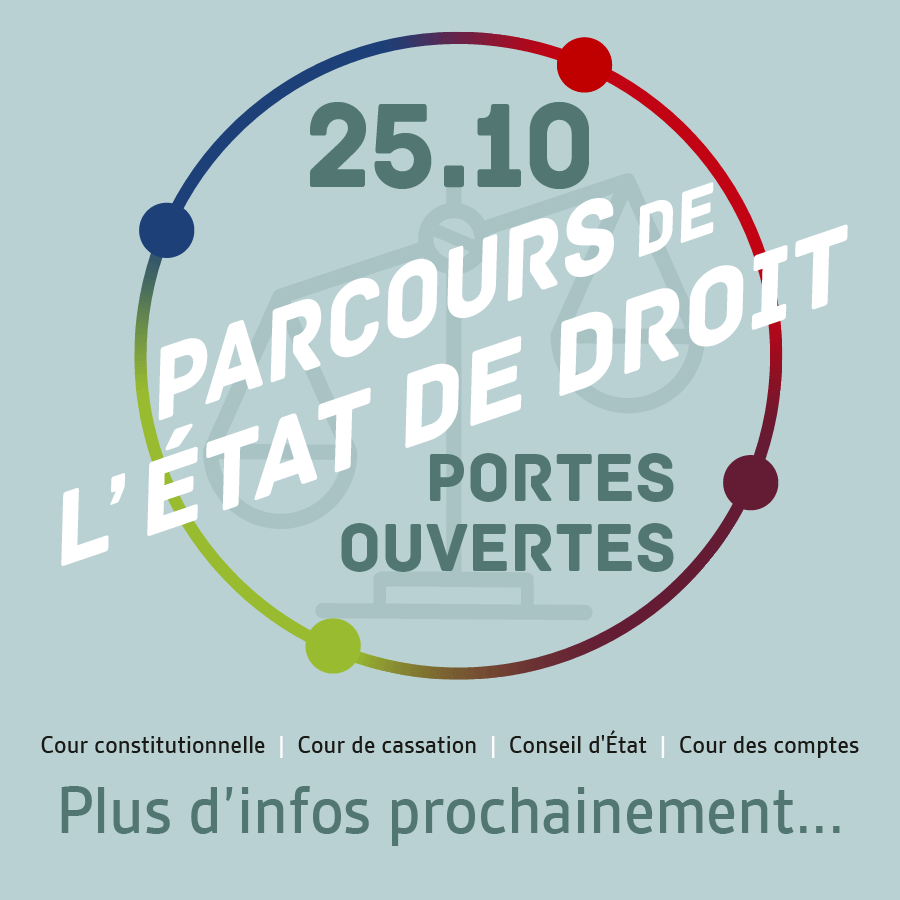 25.10
PARCOURS DE
L'ÉTAT DE DROIT
PORTES
OUVERTES
Cour constitutionnelle | Cour de cassation | Conseil d'État | Cour des comptes
Plus d'infos prochainement...